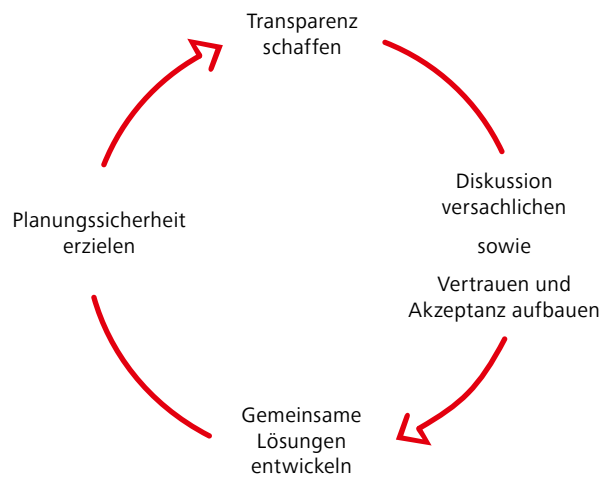 Transparenz
schaffen
Diskussion
versachlichen
sowie
Vertrauen und
Akzeptanz aufbauen
Gemeinsame
Lösungen
entwickeln
Planungssicherheit
erzielen